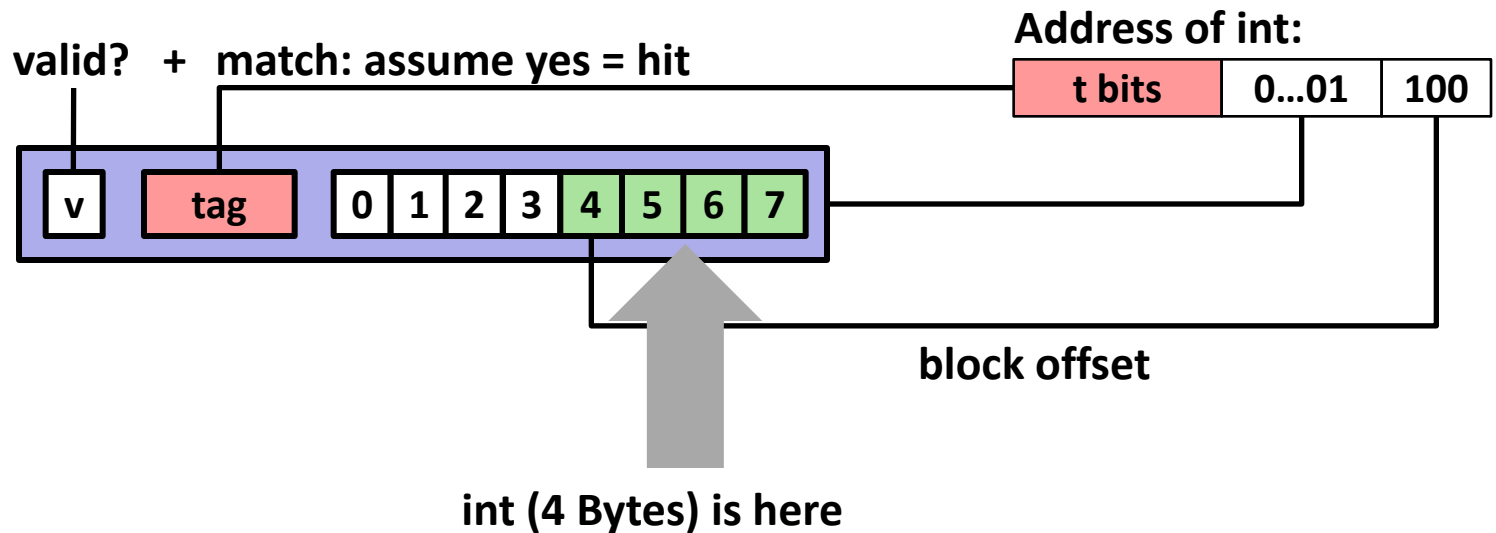 Address of int:
valid? + match: assume yes = hit
t bits 0...01 100
v tag 0 1 2 3 4 5 6 7
block offset
int (4 Bytes) is here